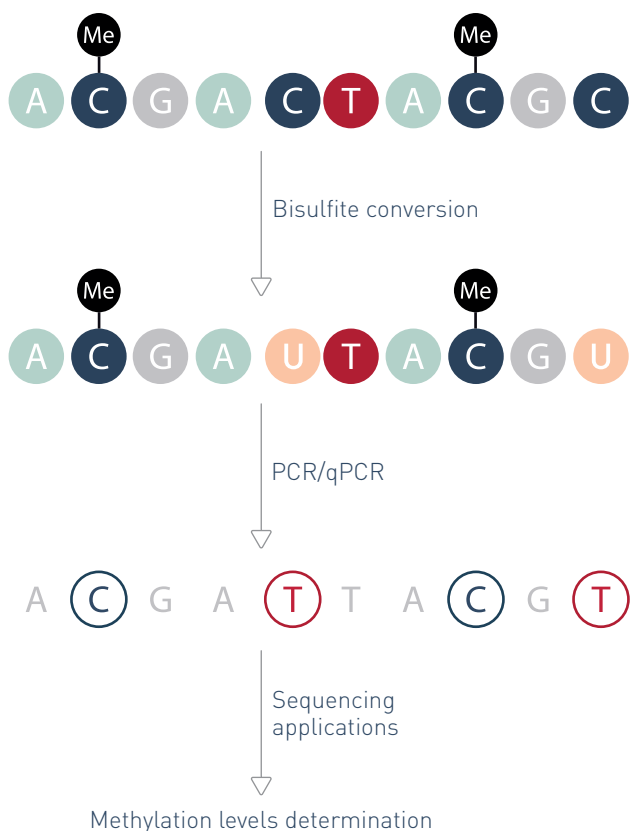 Me Me
A C G A C T A C G C
Bisulfite conversion
Me Me
A C G A U T A C G U
PCR/qPCR
A C G A T T A C G T
Sequencing
applications
Methylation levels determination